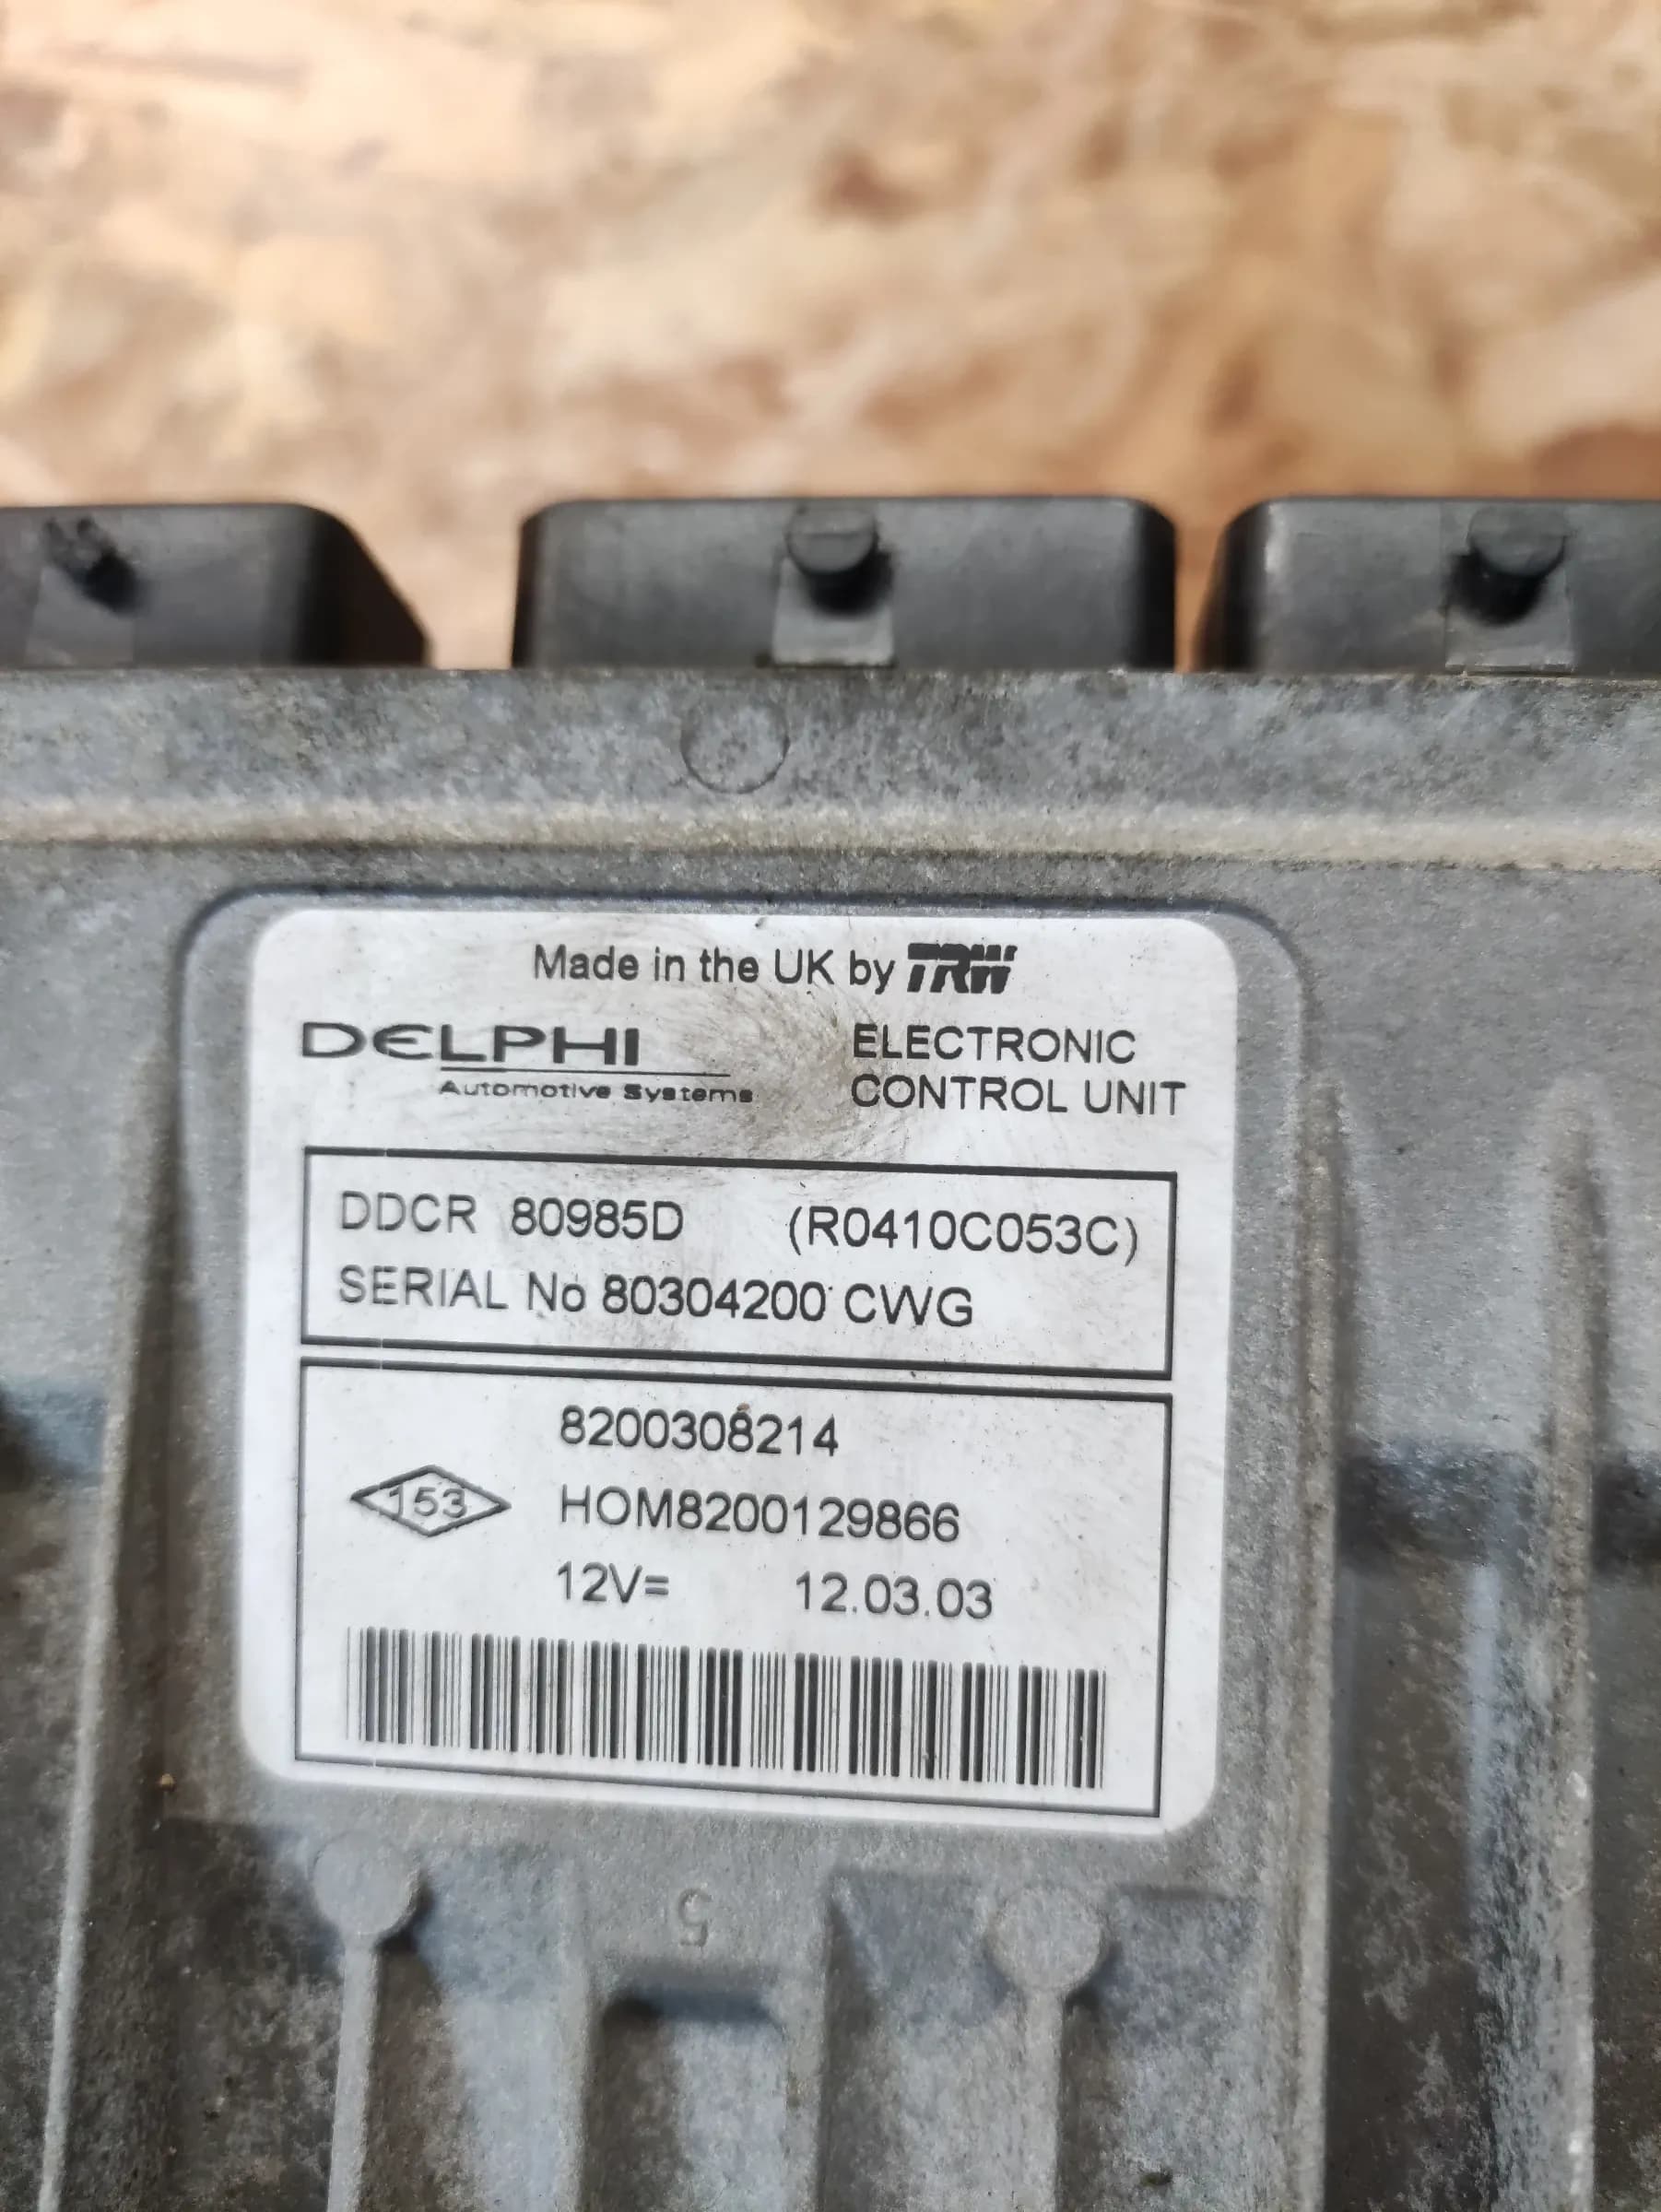 Made in the UK by TRW
DELPHI
Automotive Systems
ELECTRONIC
CONTROL UNIT
DDCR 80985D (R0410C053C)
SERIAL No 80304200 CWG
8200308214
153 HOM8200129866
12V= 12.03.03
5